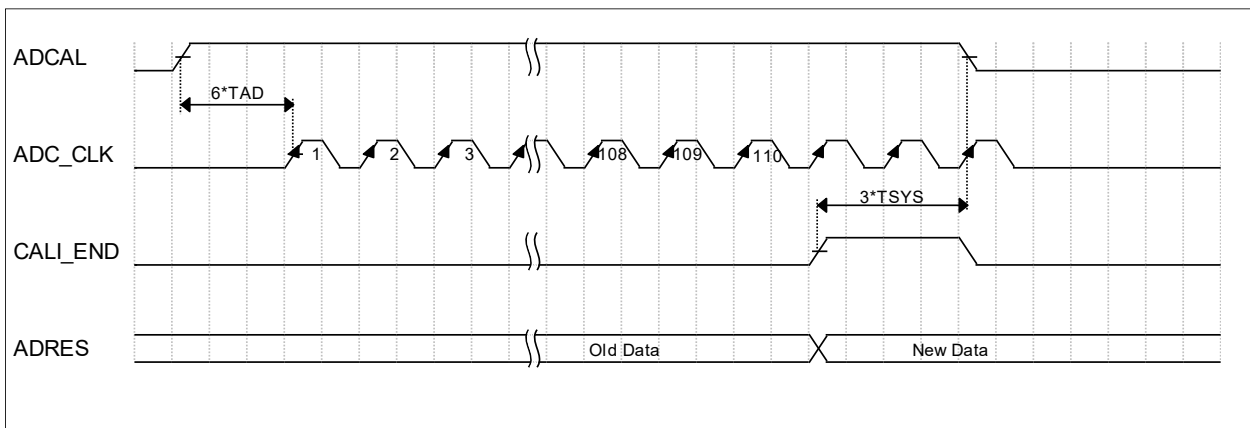 ADCAL
6*TAD
ADC_CLK
1 2 3 108 109 110
3*TSYS
CALI_END
ADRES
Old Data New Data